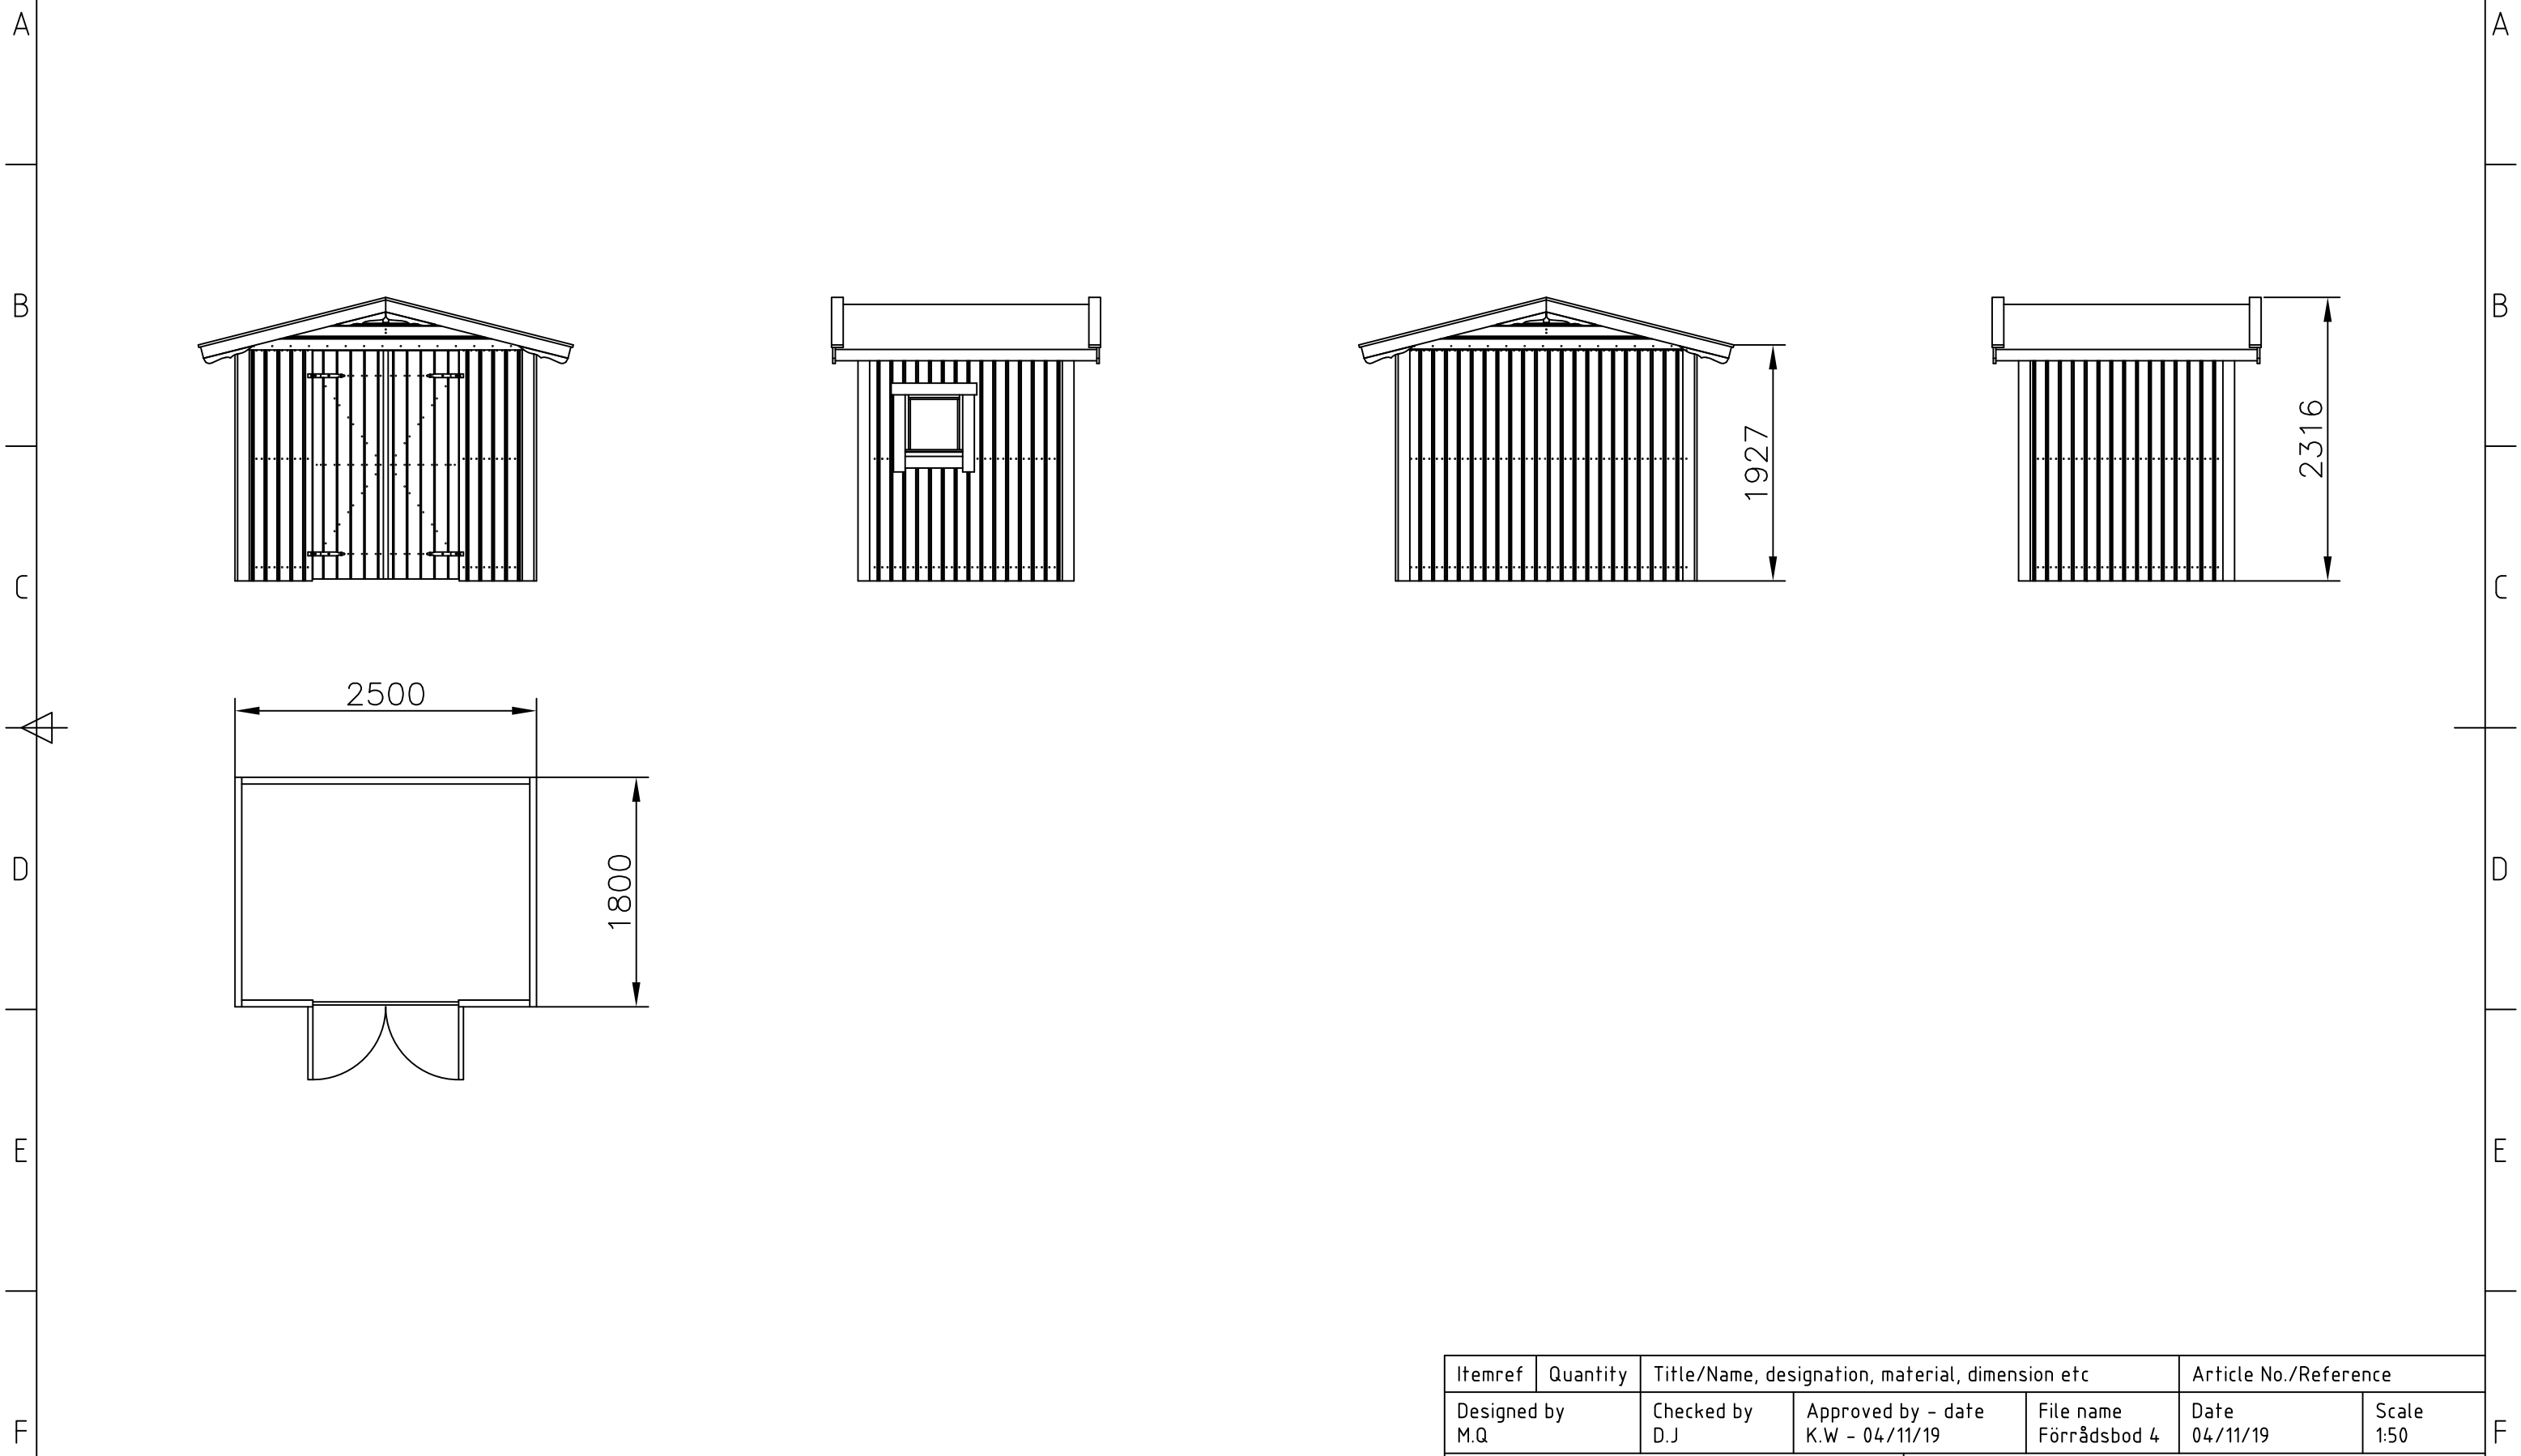 A A
B B
1927
2316
C C
2500
1800
D D
E E
Itemref Quantity Title/Name, designation, material, dimension etc Article No./Reference
Designed by Checked by Approved by - date File name Date Scale
M.Q D.J K.W - 04/11/19 Förrådsbod 4 04/11/19 1:50
F F